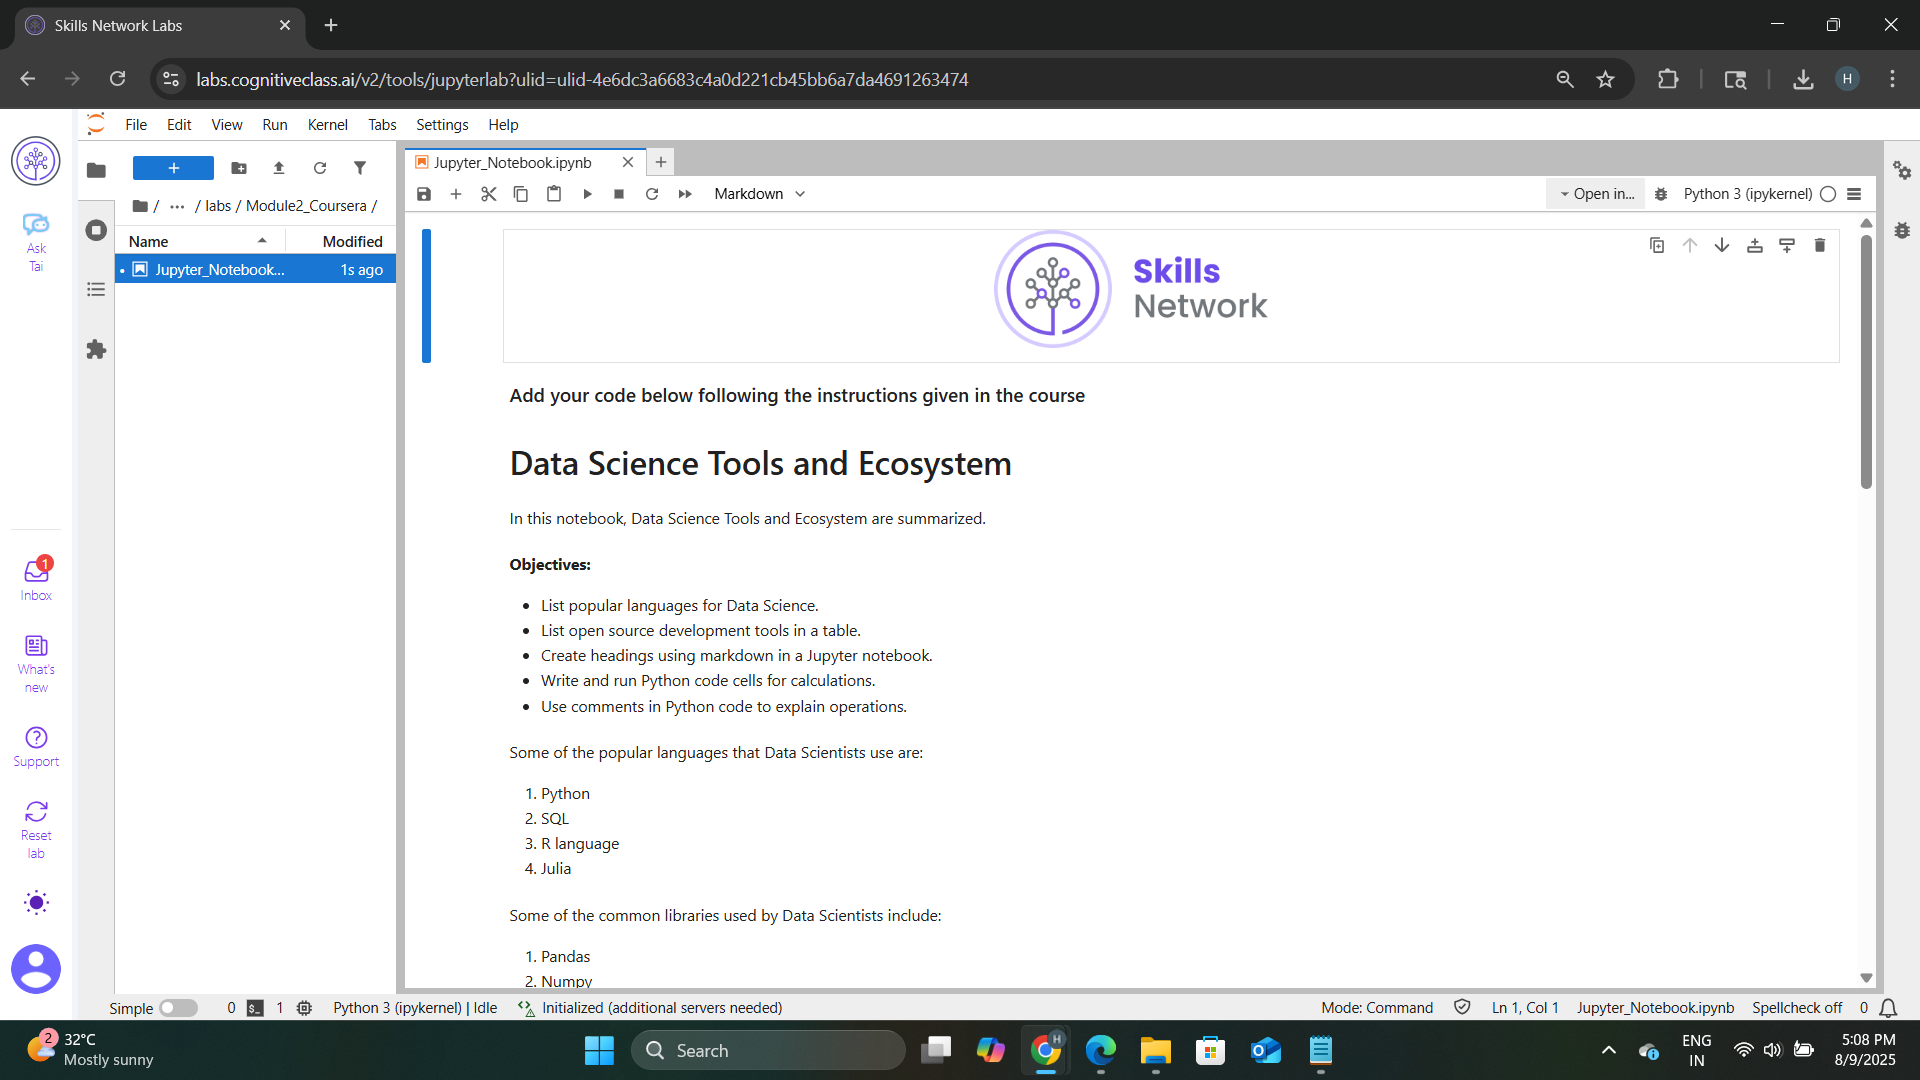 Skills Network Labs
labs.cognitiveclass.ai/v2/tools/jupyterlab?ulid=ulid-4e6dc3a6683c4a0d221cb45bb6a7da4691263474
H
File Edit View Run Kernel Tabs Settings Help
Ask
Tai
Inbox
1
What's
new
Support
Reset
lab
/ ... / labs / Module2_Coursera /
Name Modified
Jupyter_Notebook... 1s ago
Jupyter_Notebook.ipynb
Markdown
Open in...
Python 3 (ipykernel)
Skills
Network
Add your code below following the instructions given in the course
Data Science Tools and Ecosystem
In this notebook, Data Science Tools and Ecosystem are summarized.
Objectives:
• List popular languages for Data Science.
• List open source development tools in a table.
• Create headings using markdown in a Jupyter notebook.
• Write and run Python code cells for calculations.
• Use comments in Python code to explain operations.
Some of the popular languages that Data Scientists use are:
1. Python
2. SQL
3. R language
4. Julia
Some of the common libraries used by Data Scientists include:
1. Pandas
2. Numpy
Simple 0 1 Python 3 (ipykernel) | Idle Initialized (additional servers needed) Mode: Command Ln 1, Col 1 Jupyter_Notebook.ipynb Spellcheck off 0
2
32°C
Mostly sunny
Search
H
ENG
IN
5:08 PM
8/9/2025